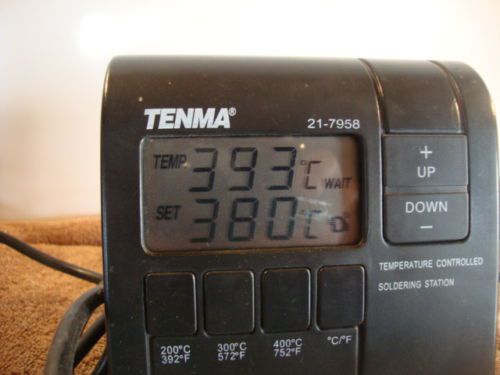 TENMA®
21-7958
TEMP 393°C WAIT
SET 380°C
+
UP
DOWN
−
TEMPERATURE CONTROLLED
SOLDERING STATION
200°C 300°C 400°C °C/°F
392°F 572°F 752°F